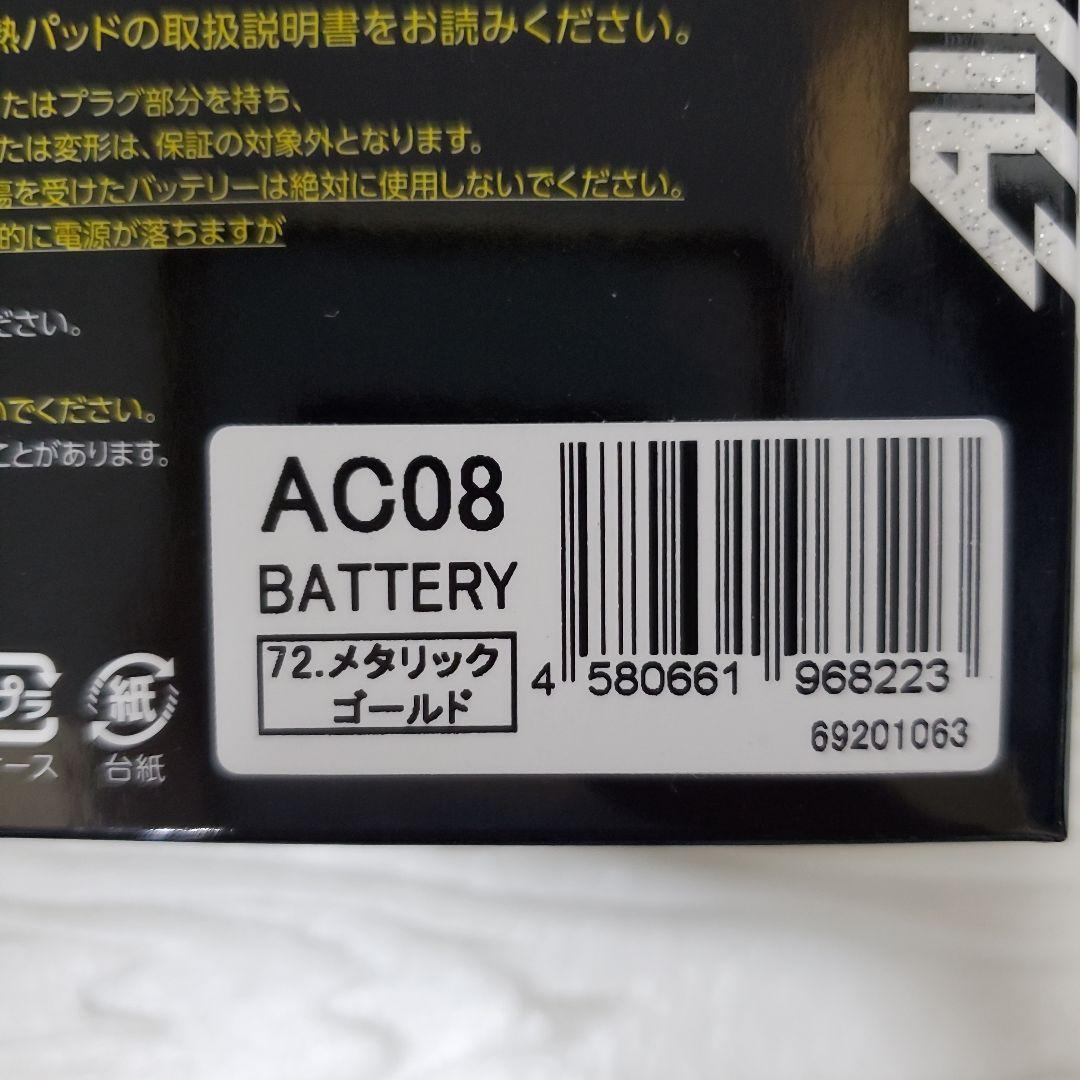 熱パッドの取扱説明書をお読みください。
たはプラグ部分を持ち、
たは変形は、保証の対象外となります。
傷を受けたバッテリーは絶対に使用しないでください。
的に電源が落ちますが
ださい。
いでください。
ことがあります。
AC08
BATTERY
72.メタリック
ゴールド
4 580661 968223
69201063
プラ
ース
紙
台紙